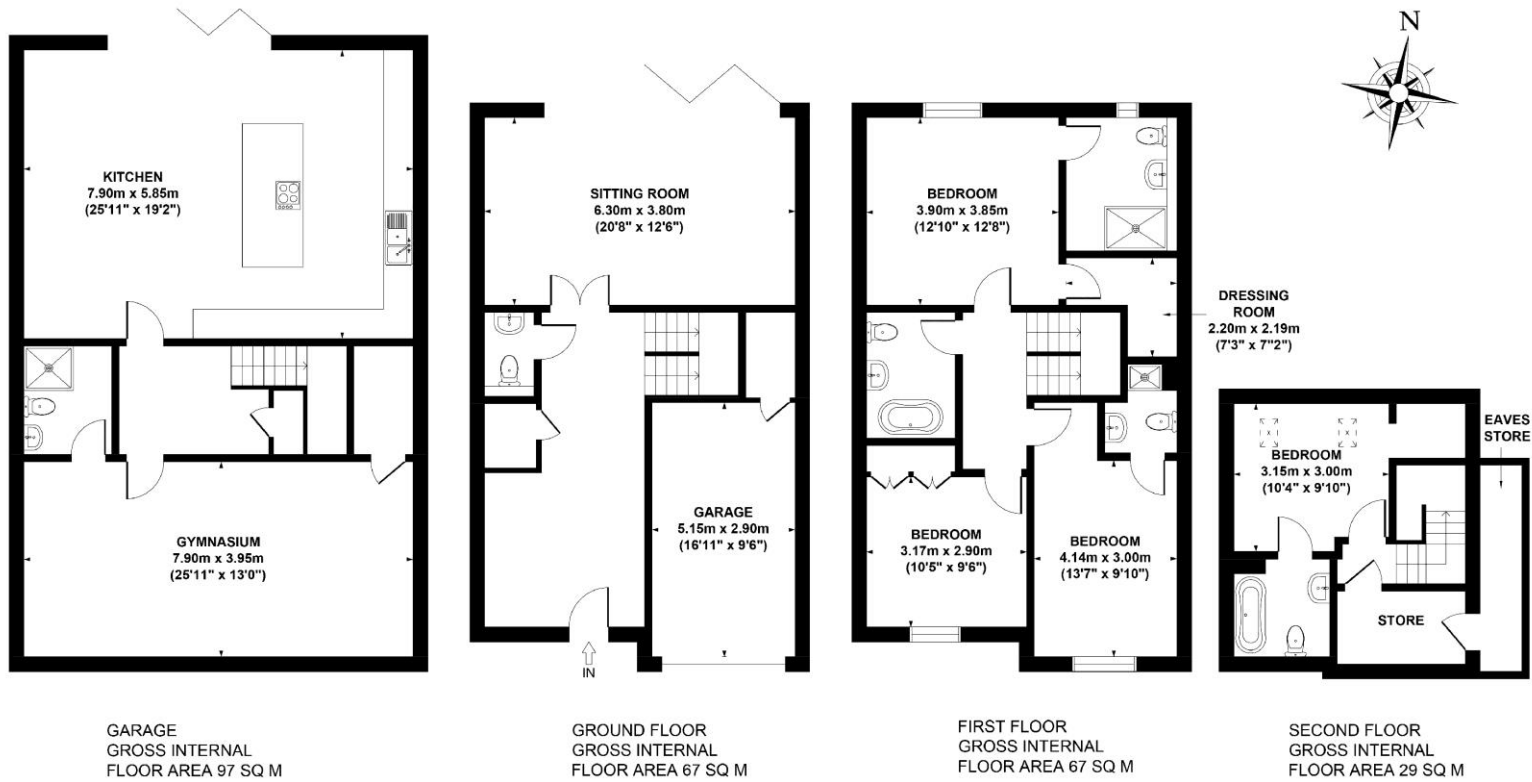 N
KITCHEN
7.90m x 5.85m
(25'11" x 19'2")
GYMNASIUM
7.90m x 3.95m
(25'11" x 13'0")
SITTING ROOM
6.30m x 3.80m
(20'8" x 12'6")
GARAGE
5.15m x 2.90m
(16'11" x 9'6")
IN
BEDROOM
3.90m x 3.85m
(12'10" x 12'8")
DRESSING
ROOM
2.20m x 2.19m
(7'3" x 7'2")
BEDROOM
3.17m x 2.90m
(10'5" x 9'6")
BEDROOM
4.14m x 3.00m
(13'7" x 9'10")
BEDROOM
3.15m x 3.00m
(10'4" x 9'10")
EAVES
STORE
STORE
GARAGE
GROSS INTERNAL
FLOOR AREA 97 SQ M
GROUND FLOOR
GROSS INTERNAL
FLOOR AREA 67 SQ M
FIRST FLOOR
GROSS INTERNAL
FLOOR AREA 67 SQ M
SECOND FLOOR
GROSS INTERNAL
FLOOR AREA 29 SQ M